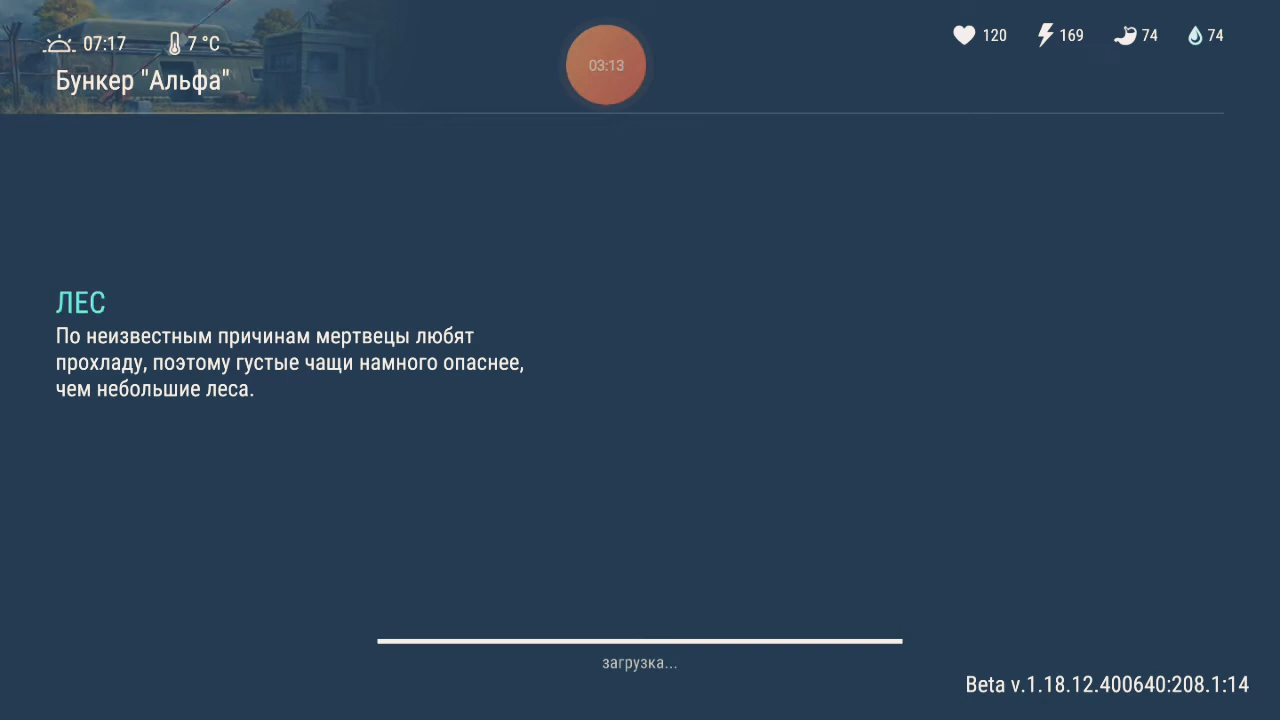 07:17 7 °C
Бункер "Альфа"
03:13
120 169 74 74
ЛЕС
По неизвестным причинам мертвецы любят
прохладу, поэтому густые чащи намного опаснее,
чем небольшие леса.
загрузка...
Beta v.1.18.12.400640:208.1:14